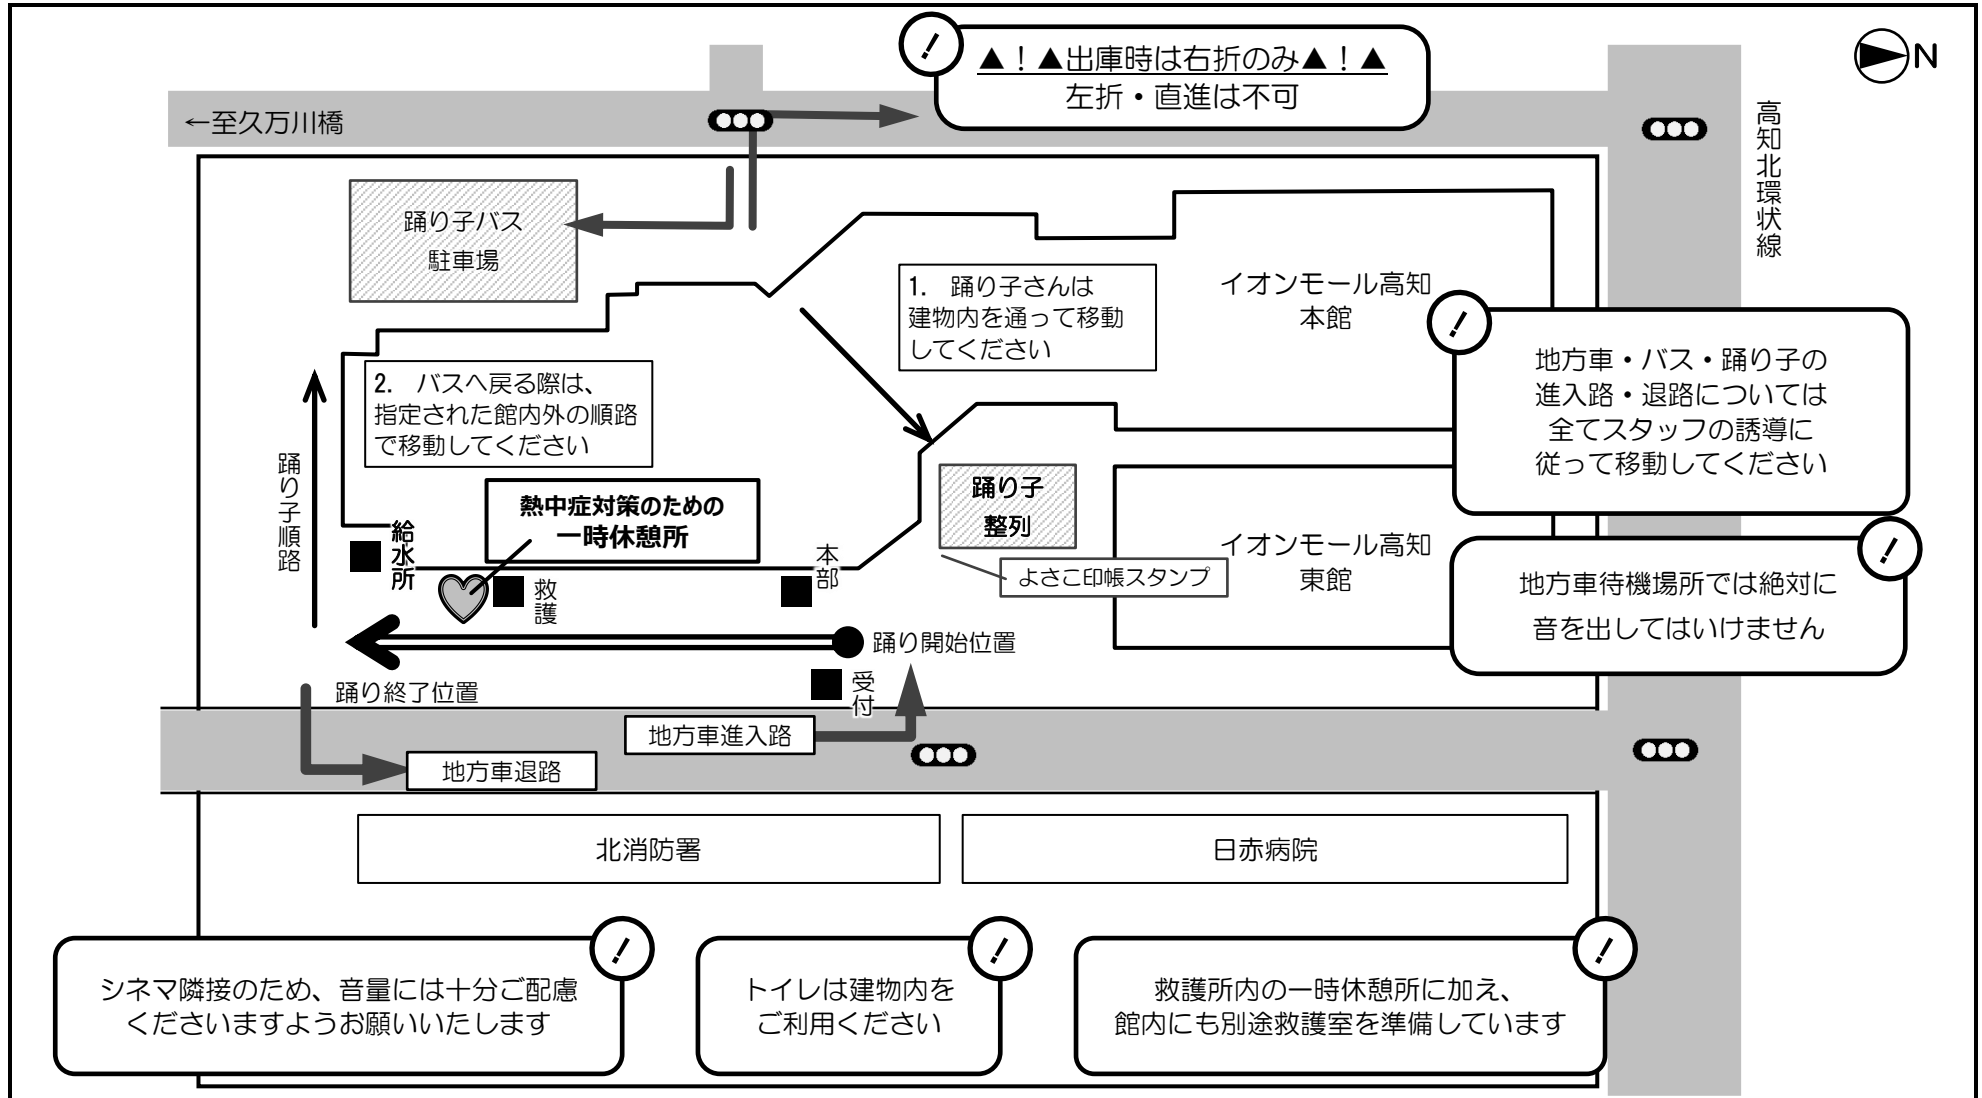 ▲！▲出庫時は右折のみ▲！▲
左折・直進は不可
N
←至久万川橋
高知北環状線
踊り子バス
駐車場
1.　踊り子さんは
建物内を通って移動
してください
イオンモール高知
本館
地方車・バス・踊り子の
進入路・退路については
全てスタッフの誘導に
従って移動してください
2.　バスへ戻る際は、
指定された館内外の順路
で移動してください
踊り子順路
熱中症対策のための
一時休憩所
給水所
救護
本部
踊り子
整列
よさこ印帳スタンプ
イオンモール高知
東館
地方車待機場所では絶対に
音を出してはいけません
踊り開始位置
受付
踊り終了位置
地方車進入路
地方車退路
北消防署
日赤病院
シネマ隣接のため、音量には十分ご配慮
くださいますようお願いいたします
トイレは建物内を
ご利用ください
救護所内の一時休憩所に加え、
館内にも別途救護室を準備しています